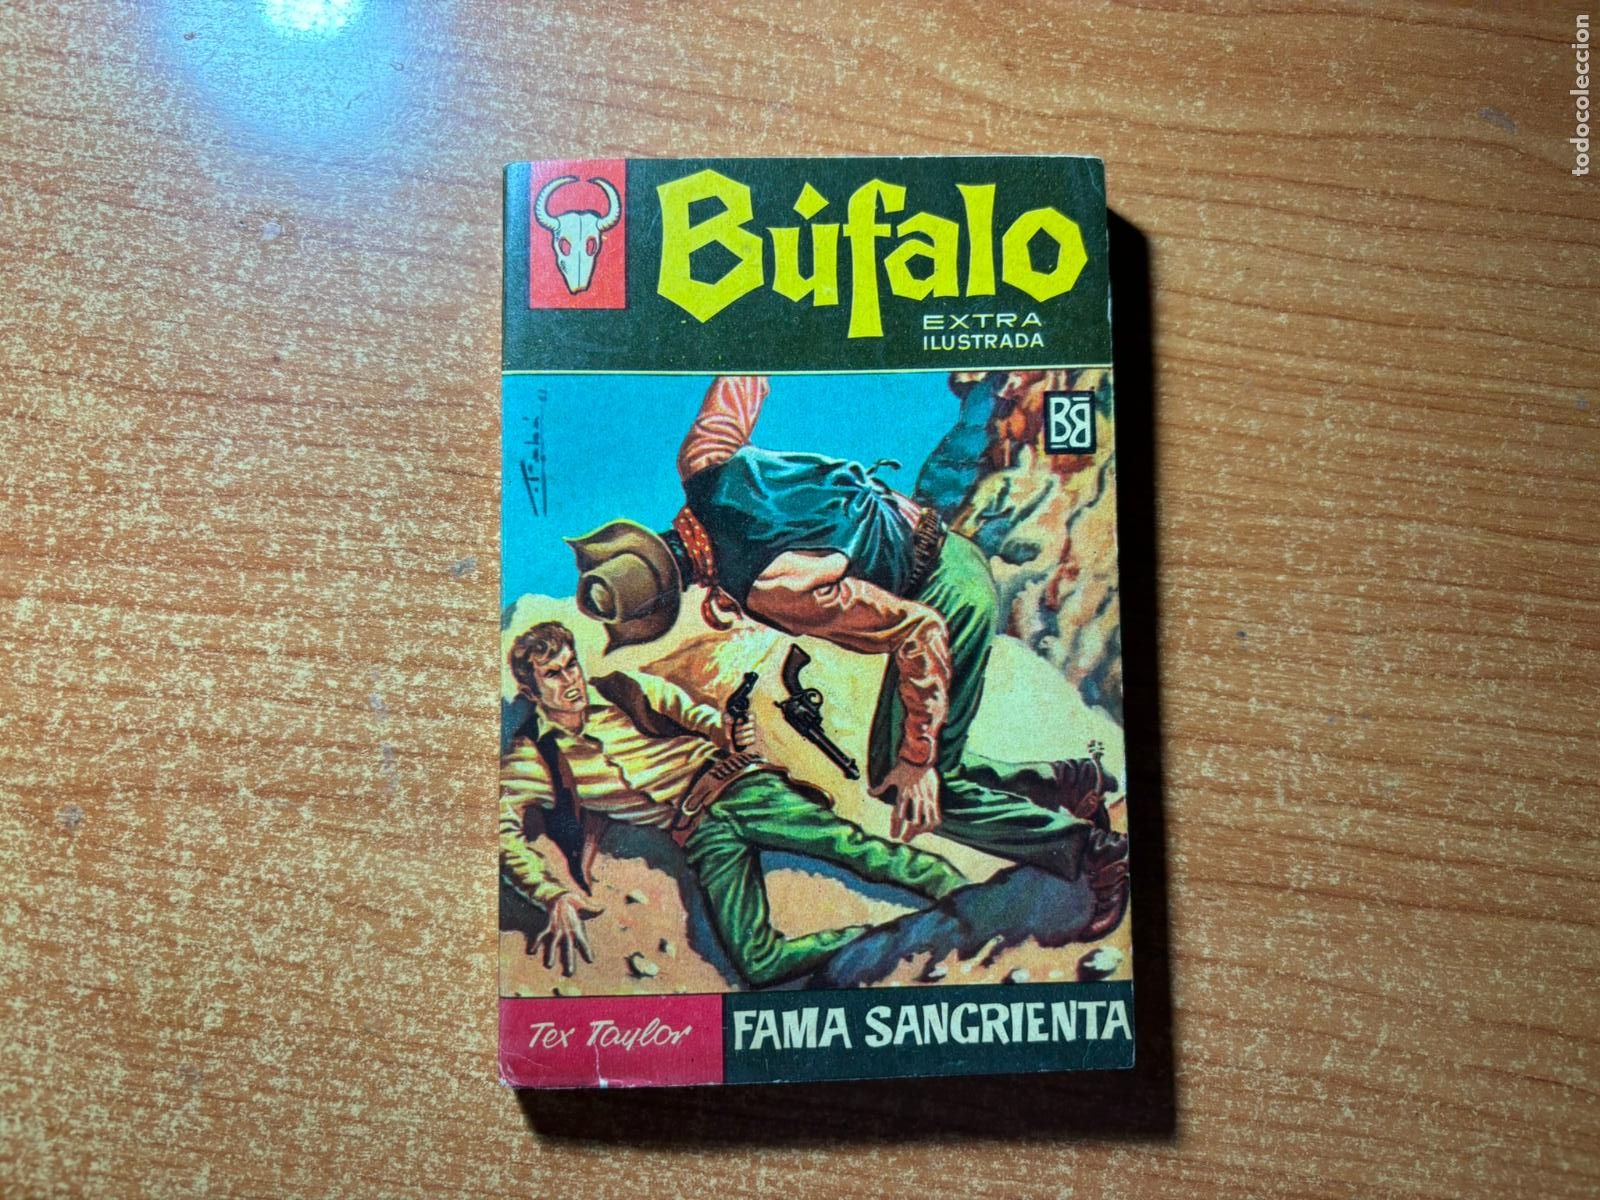 Búfalo
EXTRA
ILUSTRADA
BB
Tex Taylor
FAMA SANGRIENTA
todocoleccion